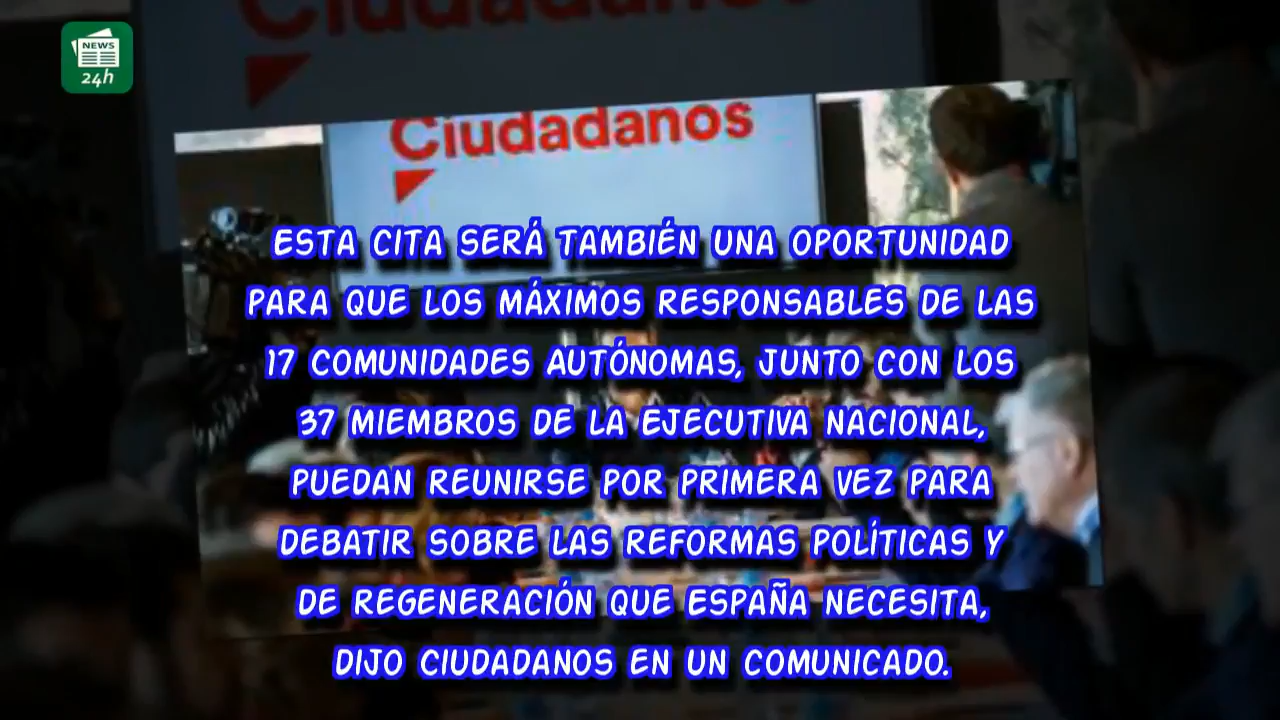 NEWS
24h
Ciudadanos
Ciudadanos
ESTA CITA SERÁ TAMBIÉN UNA OPORTUNIDAD
PARA QUE LOS MÁXIMOS RESPONSABLES DE LAS
17 COMUNIDADES AUTÓNOMAS, JUNTO CON LOS
37 MIEMBROS DE LA EJECUTIVA NACIONAL,
PUEDAN REUNIRSE POR PRIMERA VEZ PARA
DEBATIR SOBRE LAS REFORMAS POLÍTICAS Y
DE REGENERACIÓN QUE ESPAÑA NECESITA,
DIJO CIUDADANOS EN UN COMUNICADO.